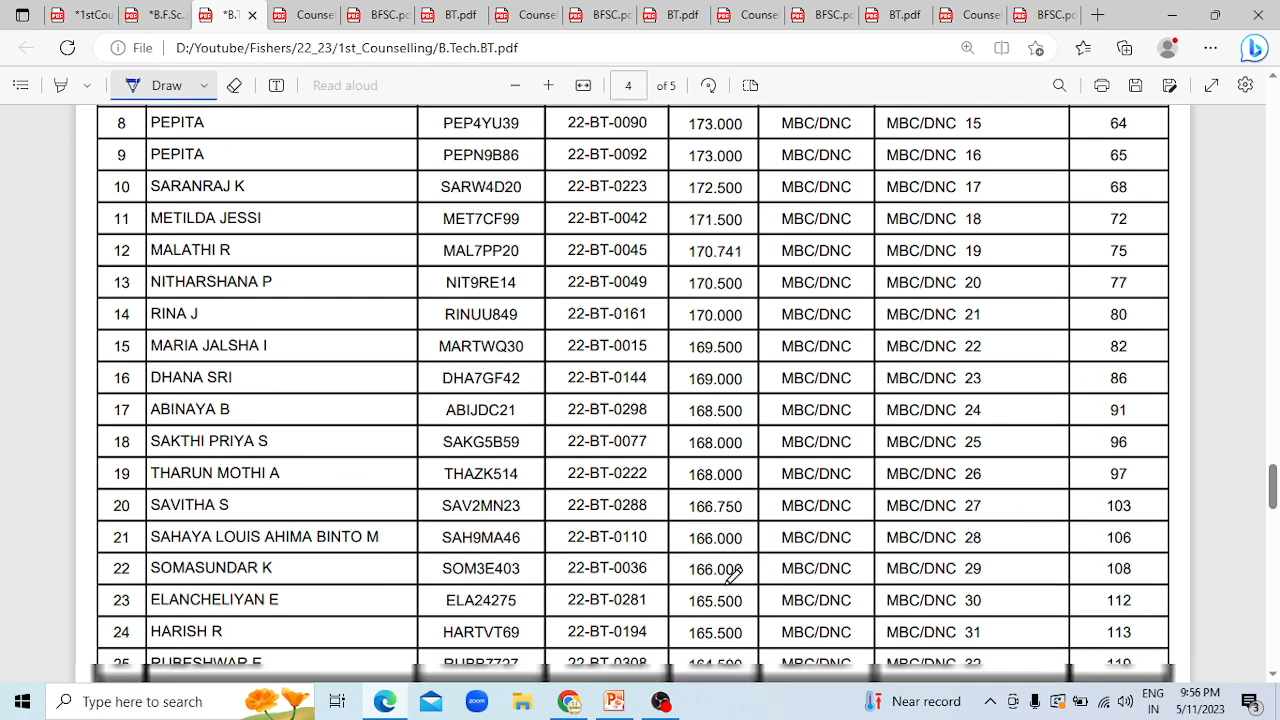 *1stCou
*B.F.Sc.
*B.T
Counse
BFSC.pd
BT.pdf
Counsel
BFSC.pd
BT.pdf
Counsel
BFSC.pd
BT.pdf
Counse
BFSC.pd
File D:/Youtube/Fishers/22_23/1st_Counselling/B.Tech.BT.pdf
Draw Read aloud 4 of 5
8 PEPITA PEP4YU39 22-BT-0090 173.000 MBC/DNC MBC/DNC 15 64
9 PEPITA PEPN9B86 22-BT-0092 173.000 MBC/DNC MBC/DNC 16 65
10 SARANRAJ K SARW4D20 22-BT-0223 172.500 MBC/DNC MBC/DNC 17 68
11 METILDA JESSI MET7CF99 22-BT-0042 171.500 MBC/DNC MBC/DNC 18 72
12 MALATHI R MAL7PP20 22-BT-0045 170.741 MBC/DNC MBC/DNC 19 75
13 NITHARSHANA P NIT9RE14 22-BT-0049 170.500 MBC/DNC MBC/DNC 20 77
14 RINA J RINUU849 22-BT-0161 170.000 MBC/DNC MBC/DNC 21 80
15 MARIA JALSHA I MARTWQ30 22-BT-0015 169.500 MBC/DNC MBC/DNC 22 82
16 DHANA SRI DHA7GF42 22-BT-0144 169.000 MBC/DNC MBC/DNC 23 86
17 ABINAYA B ABIJDC21 22-BT-0298 168.500 MBC/DNC MBC/DNC 24 91
18 SAKTHI PRIYA S SAKG5B59 22-BT-0077 168.000 MBC/DNC MBC/DNC 25 96
19 THARUN MOTHI A THAZK514 22-BT-0222 168.000 MBC/DNC MBC/DNC 26 97
20 SAVITHA S SAV2MN23 22-BT-0288 166.750 MBC/DNC MBC/DNC 27 103
21 SAHAYA LOUIS AHIMA BINTO M SAH9MA46 22-BT-0110 166.000 MBC/DNC MBC/DNC 28 106
22 SOMASUNDAR K SOM3E403 22-BT-0036 166.000 MBC/DNC MBC/DNC 29 108
23 ELANCHELIYAN E ELA24275 22-BT-0281 165.500 MBC/DNC MBC/DNC 30 112
24 HARISH R HARTVT69 22-BT-0194 165.500 MBC/DNC MBC/DNC 31 113
25 MBC/DNC MBC/DNC 32
Type here to search
zoom
Near record
ENG
IN
9:56 PM
5/11/2023
3